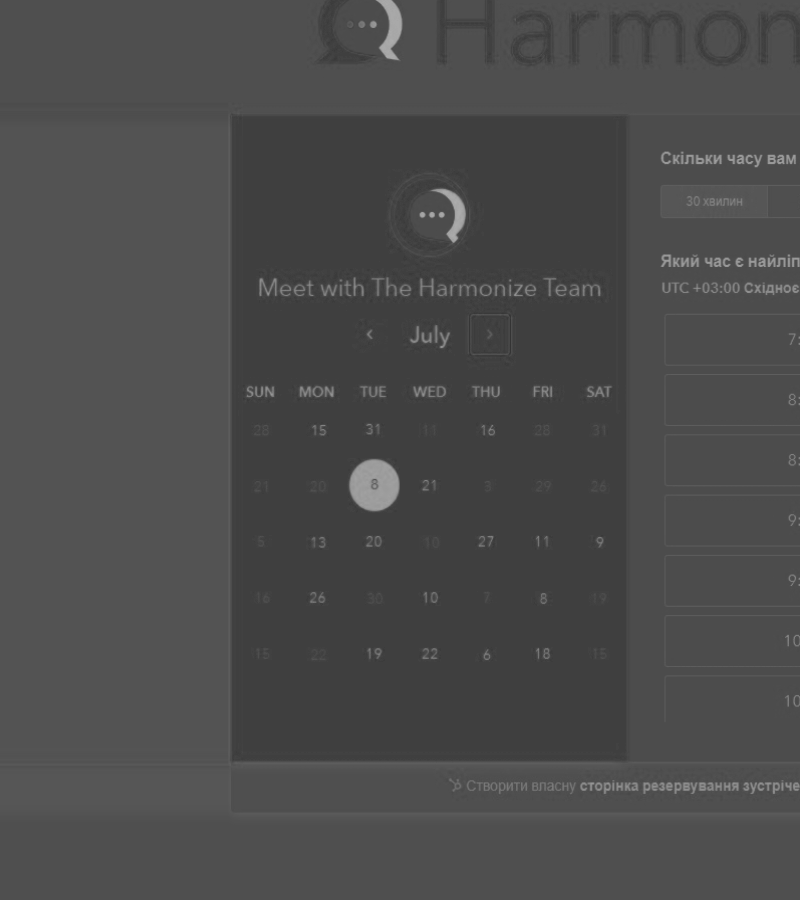 Harmon
Meet with The Harmonize Team
July
SUN MON TUE WED THU FRI SAT
28 15 31 11 16 28 31
21 20 8 21 3 29 26
5 13 20 10 27 11 9
16 26 30 10 7 8 19
15 22 19 22 6 18 15
Скільки часу вам
30 хвилин
Який час є найліп
UTC +03:00 Східноє
7:
8:
8:
9:
9:
10
10
Створити власну сторінка резервування зустріче